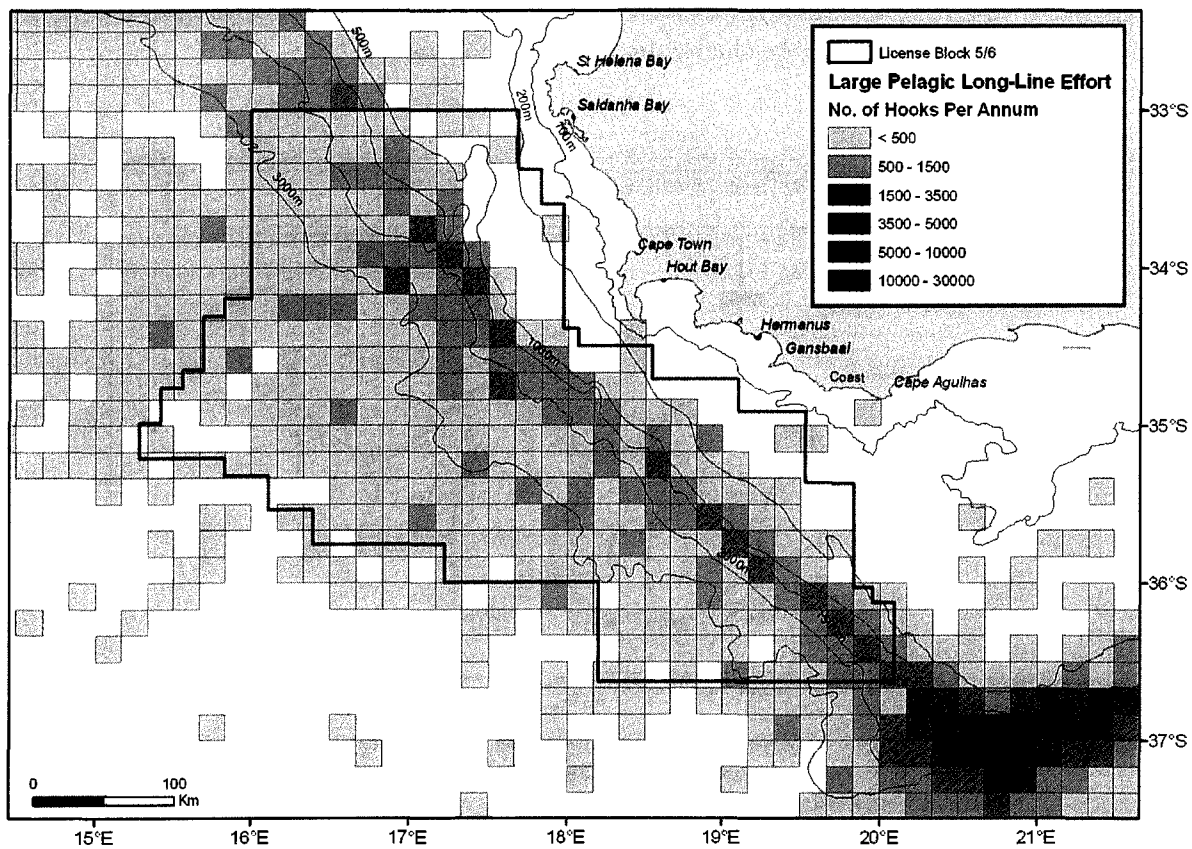 License Block 5/6
Large Pelagic Long-Line Effort
No. of Hooks Per Annum
< 500
500 - 1500
1500 - 3500
3500 - 5000
5000 - 10000
10000 - 30000
500m
200m
100m
3000m
1000m
St Helena Bay
Saldanha Bay
Cape Town
Hout Bay
Hermanus
Gansbaai
Coast
Cape Agulhas
33°S
34°S
35°S
36°S
37°S
0 100
Km
15°E 16°E 17°E 18°E 19°E 20°E 21°E